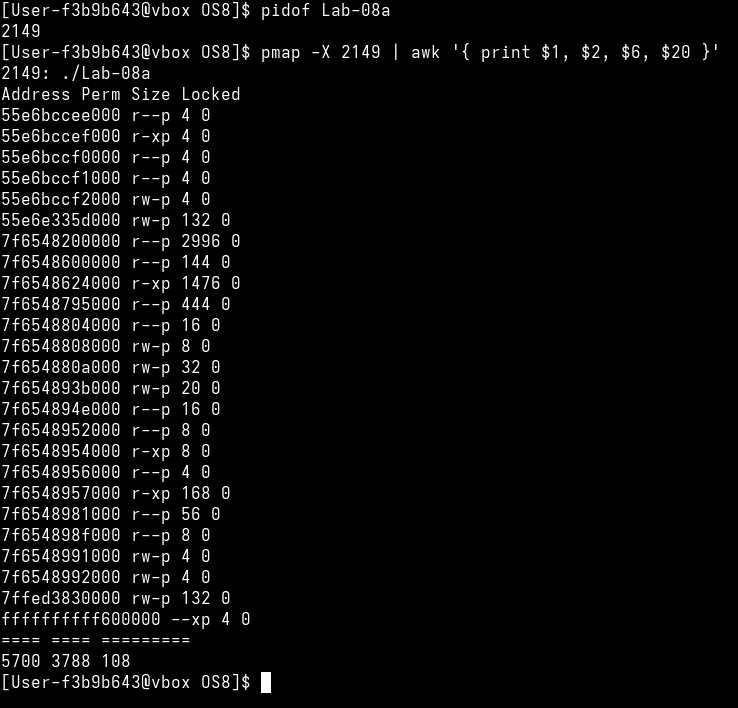 [User-f3b9b643@vbox OS8]$ pidof Lab-08a
2149
[User-f3b9b643@vbox OS8]$ pmap -X 2149 | awk '{ print $1, $2, $6, $20 }'
2149: ./Lab-08a
Address Perm Size Locked
55e6bccee000 r--p 4 0
55e6bccef000 r-xp 4 0
55e6bccf0000 r--p 4 0
55e6bccf1000 r--p 4 0
55e6bccf2000 rw-p 4 0
55e6e335d000 rw-p 132 0
7f6548200000 r--p 2996 0
7f6548600000 r--p 144 0
7f6548624000 r-xp 1476 0
7f6548795000 r--p 444 0
7f6548804000 r--p 16 0
7f6548808000 rw-p 8 0
7f654880a000 rw-p 32 0
7f654893b000 rw-p 20 0
7f654894e000 r--p 16 0
7f6548952000 r--p 8 0
7f6548954000 r-xp 8 0
7f6548956000 r--p 4 0
7f6548957000 r-xp 168 0
7f6548981000 r--p 56 0
7f654898f000 r--p 8 0
7f6548991000 rw-p 4 0
7f6548992000 rw-p 4 0
7ffed3830000 rw-p 132 0
ffffffffff600000 --xp 4 0
==== ==== =========
5700 3788 108
[User-f3b9b643@vbox OS8]$